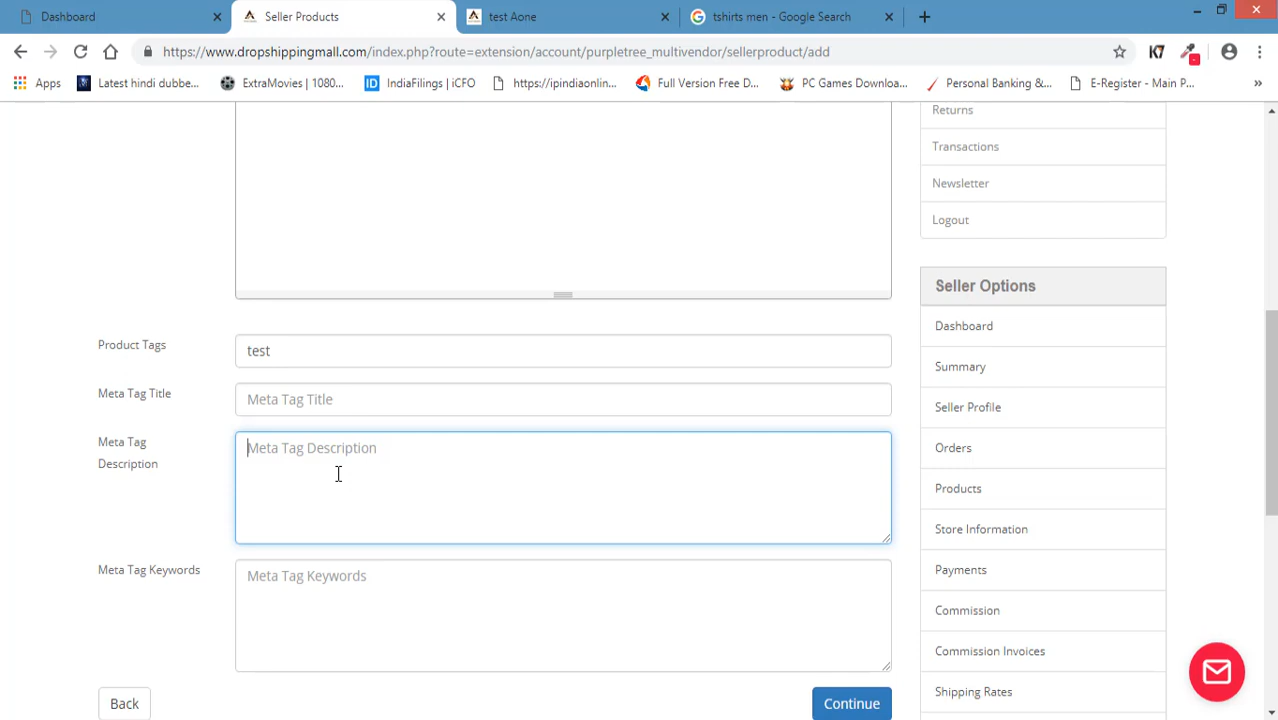 Dashboard
Seller Products
test Aone
tshirts men - Google Search
https://www.dropshippingmall.com/index.php?route=extension/account/purpletree_multivendor/sellerproduct/add
K7
Apps
Latest hindi dubbe...
ExtraMovies | 1080...
ID IndiaFilings | iCFO
https://ipindiaonlin...
Full Version Free D...
PC Games Downloa...
Personal Banking &...
E-Register - Main P...
»
Returns
Transactions
Newsletter
Logout
Seller Options
Dashboard
Summary
Seller Profile
Orders
Products
Store Information
Payments
Commission
Commission Invoices
Shipping Rates
Product Tags
test
Meta Tag Title
Meta Tag Title
Meta Tag
Description
Meta Tag Description
Meta Tag Keywords
Meta Tag Keywords
Back
Continue